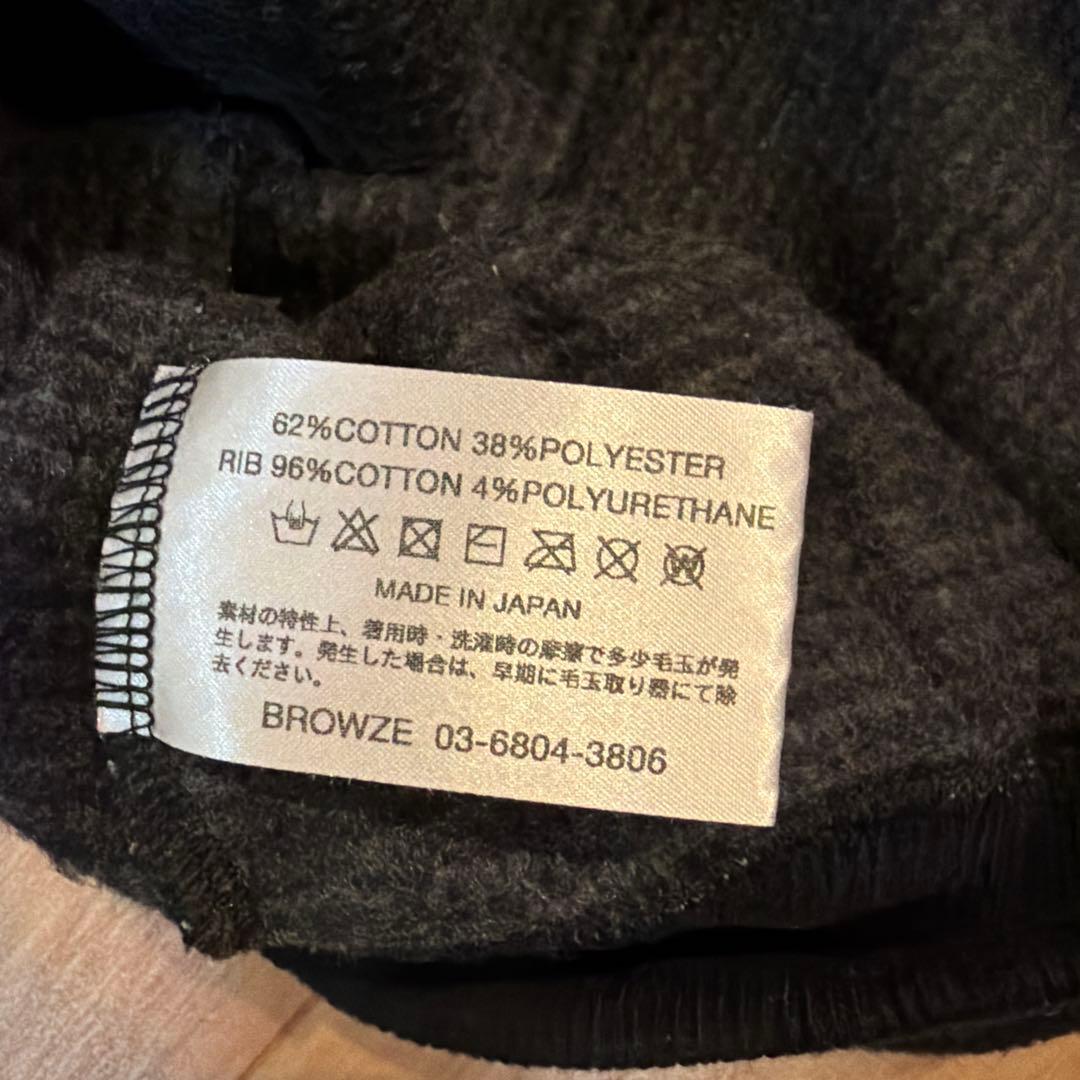 62%COTTON 38%POLYESTER
RIB 96%COTTON 4%POLYURETHANE
W
MADE IN JAPAN
素材の特性上、着用時・洗濯時の摩擦で多少毛玉が発
生します。発生した場合は、早期に毛玉取り器にて除
去ください。
BROWZE 03-6804-3806